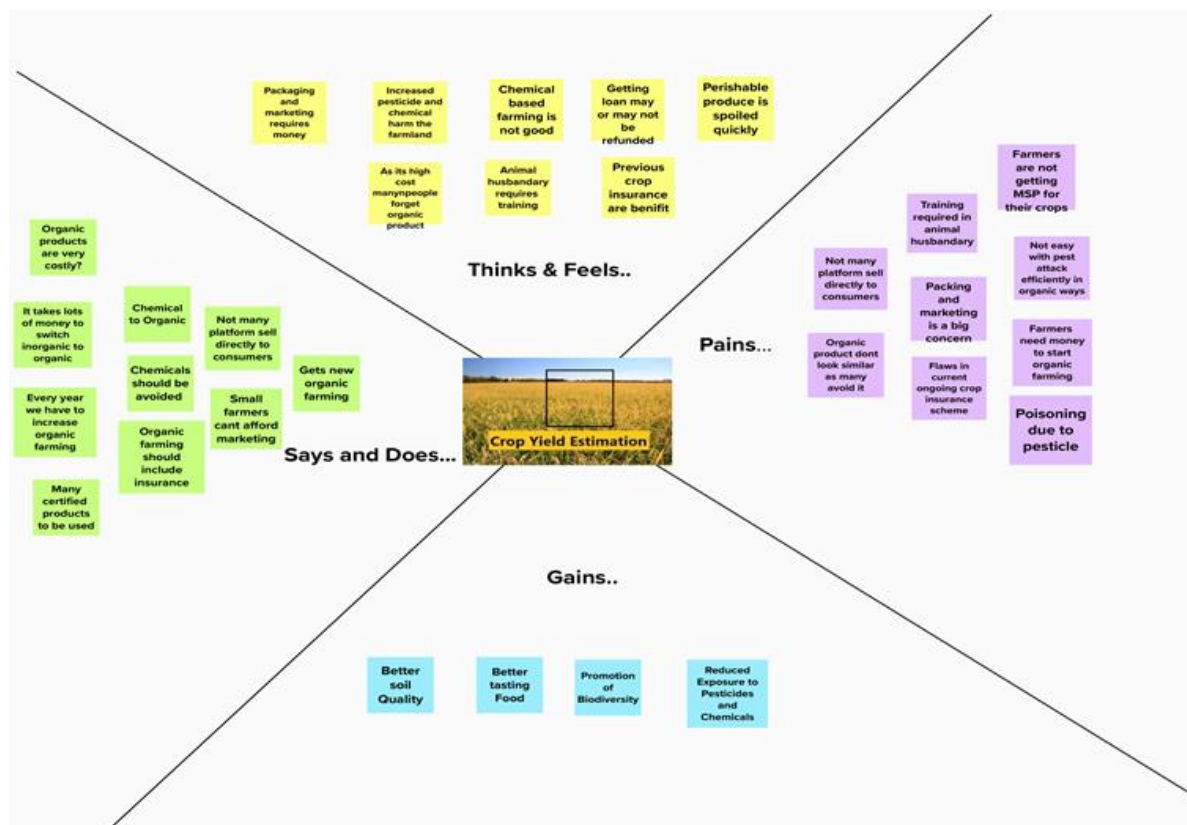 Packaging
and
marketing
requires
money
Increased
pesticide and
chemical
harm the
farmland
Chemical
based
farming is
not good
Getting
loan may
or may not
be
refunded
Perishable
produce is
spoiled
quickly
As its high
cost
manynpeople
forget
organic
product
Animal
husbandary
requires
training
Previous
crop
insurance
are benifit
Thinks & Feels..
Organic
products
are very
costly?
It takes lots
of money to
switch
inorganic to
organic
Chemical
to Organic
Not many
platform sell
directly to
consumers
Chemicals
should be
avoided
Gets new
organic
farming
Every year
we have to
increase
organic
farming
Small
farmers
cant afford
marketing
Organic
farming
should
include
insurance
Many
certified
products
to be used
Says and Does...
Crop Yield Estimation
Pains...
Farmers
are not
getting
MSP for
their crops
Training
required in
animal
husbandary
Not many
platform sell
directly to
consumers
Not easy
with pest
attack
efficiently in
organic ways
Packing
and
marketing
is a big
concern
Organic
product dont
look similar
as many
avoid it
Farmers
need money
to start
organic
farming
Flaws in
current
ongoing crop
insurance
scheme
Poisoning
due to
pesticle
Gains..
Better
soil
Quality
Better
tasting
Food
Promotion
of
Biodiversity
Reduced
Exposure to
Pesticides
and
Chemicals